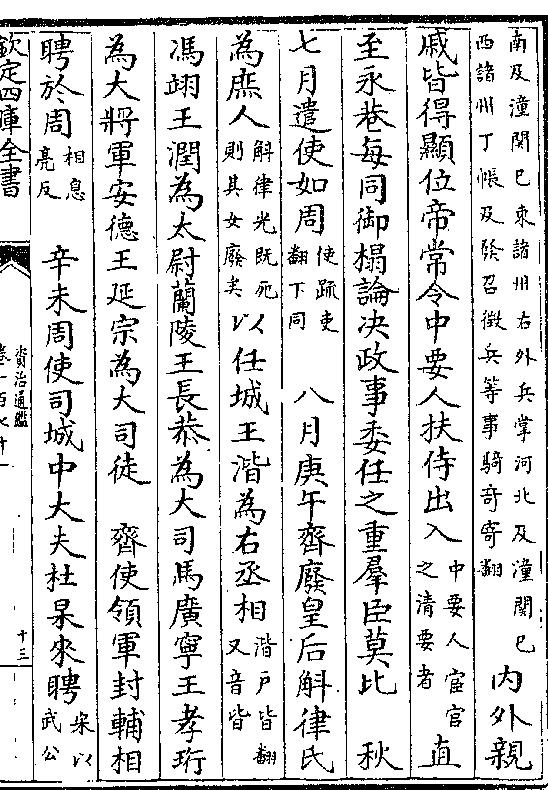 南及潼關已東諸州右外兵掌河北及潼關已
西諸州丁帳及發召徵兵等事騎奇寄翻
內外親
戚皆得顯位帝常令中要人扶侍出入中要人宦官之清要者直
至永巷每同御榻論决政事委任之重羣臣莫比　秋
七月遣使如周使疏吏翻下同　八月庚午齊廢皇后斛律氏
為庶人解律光既死則其女廢矣以任城王湝為右丞相湝戸皆翻又音皆
馮翊王潤為太尉蘭陵王長恭為大司馬廣寧王孝珩
為大將軍安德王延宗為大司徒　齊使領軍封輔相
聘於周相息亮反　辛未周使司城中大夫杜杲來聘宋以武公
欽定四庫全書
資治通鑑
卷一百七十一
十三